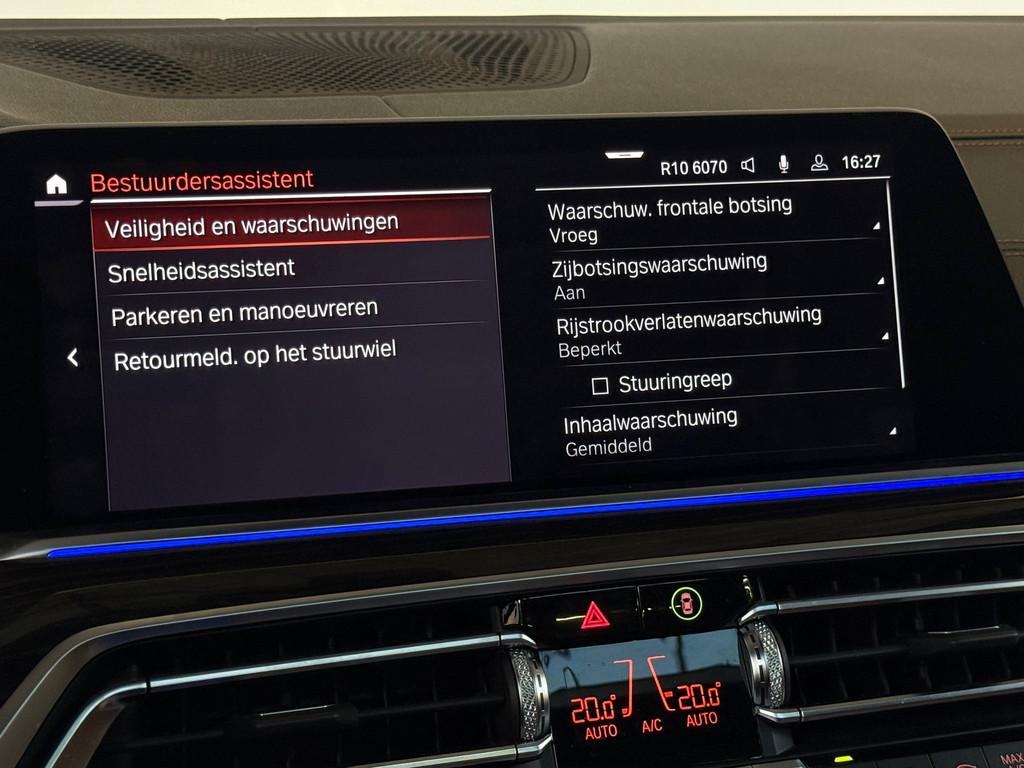 Bestuurdersassistent
R10 6070
16:27
Veiligheid en waarschuwingen
Snelheidsassistent
Parkeren en manoeuvreren
Retourmeld. op het stuurwiel
Waarschuw. frontale botsing
Vroeg
Zijbotsingswaarschuwing
Aan
Rijstrookverlatenwaarschuwing
Beperkt
Stuuringreep
Inhaalwaarschuwing
Gemiddeld
20.0° 20.0°
AUTO A/C AUTO
MAX